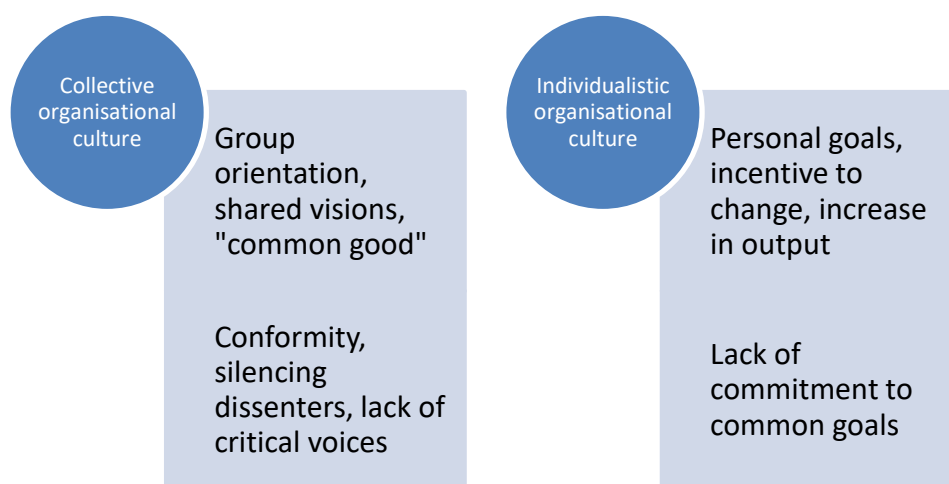 Collective
organisational
culture
Group
orientation,
shared visions,
"common good"
Conformity,
silencing
dissenters, lack of
critical voices
Individualistic
organisational
culture
Personal goals,
incentive to
change, increase
in output
Lack of
commitment to
common goals